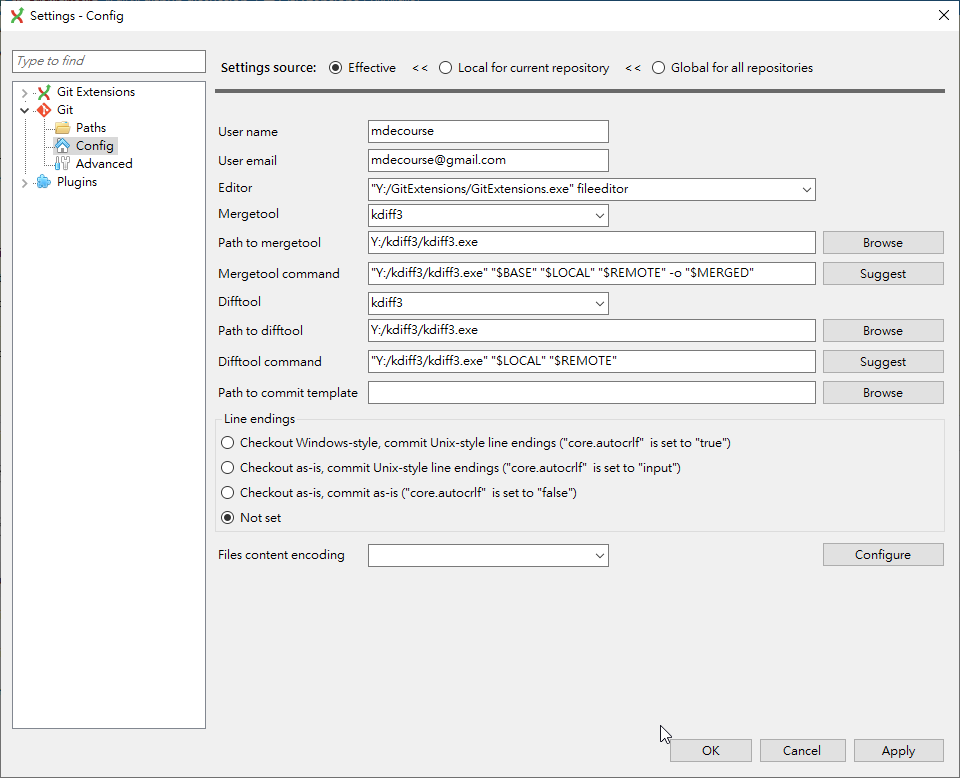 Settings - Config
Type to find
Git Extensions
Git
Paths
Config
Advanced
Plugins
Settings source: Effective << Local for current repository << Global for all repositories
User name mdecourse
User email mdecourse@gmail.com
Editor "Y:/GitExtensions/GitExtensions.exe" fileeditor
Mergetool kdiff3
Path to mergetool Y:/kdiff3/kdiff3.exe Browse
Mergetool command "Y:/kdiff3/kdiff3.exe" "$BASE" "$LOCAL" "$REMOTE" -o "$MERGED" Suggest
Difftool kdiff3
Path to difftool Y:/kdiff3/kdiff3.exe Browse
Difftool command "Y:/kdiff3/kdiff3.exe" "$LOCAL" "$REMOTE" Suggest
Path to commit template Browse
Line endings
Checkout Windows-style, commit Unix-style line endings ("core.autocrlf" is set to "true")
Checkout as-is, commit Unix-style line endings ("core.autocrlf" is set to "input")
Checkout as-is, commit as-is ("core.autocrlf" is set to "false")
Not set
Files content encoding Configure
OK Cancel Apply